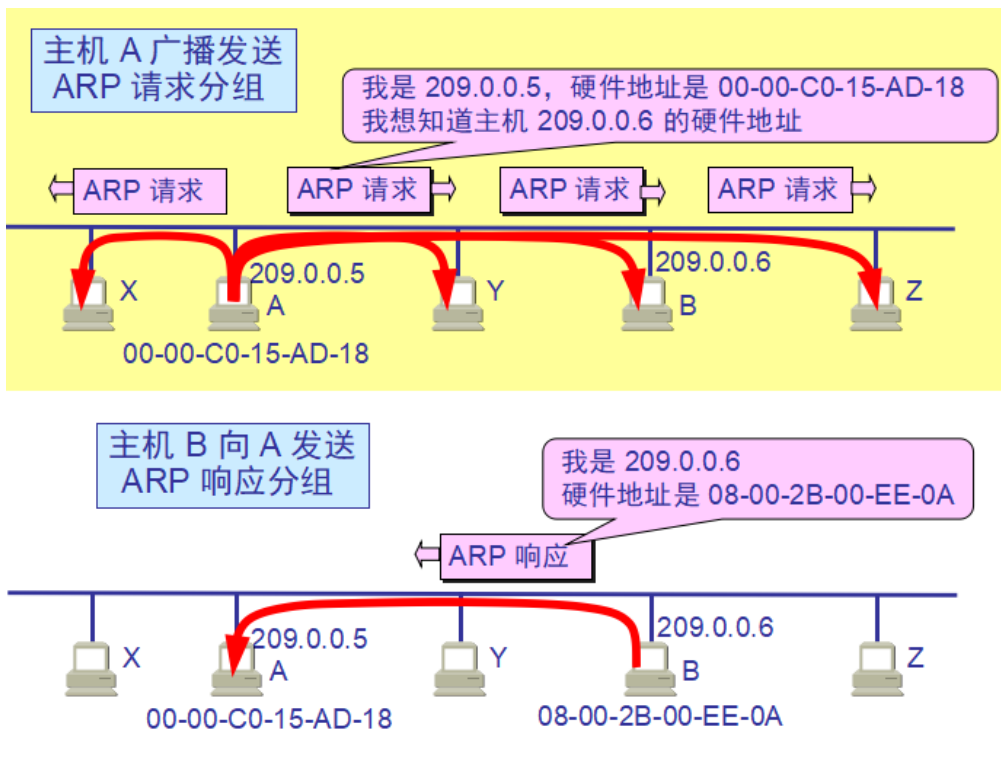 主机 A 广播发送
ARP 请求分组
我是 209.0.0.5，硬件地址是 00-00-C0-15-AD-18
我想知道主机 209.0.0.6 的硬件地址
ARP 请求
ARP 请求
ARP 请求
ARP 请求
209.0.0.5
209.0.0.6
X
A
Y
B
Z
00-00-C0-15-AD-18
主机 B 向 A 发送
ARP 响应分组
我是 209.0.0.6
硬件地址是 08-00-2B-00-EE-0A
ARP 响应
209.0.0.5
209.0.0.6
X
A
Y
B
Z
00-00-C0-15-AD-18
08-00-2B-00-EE-0A